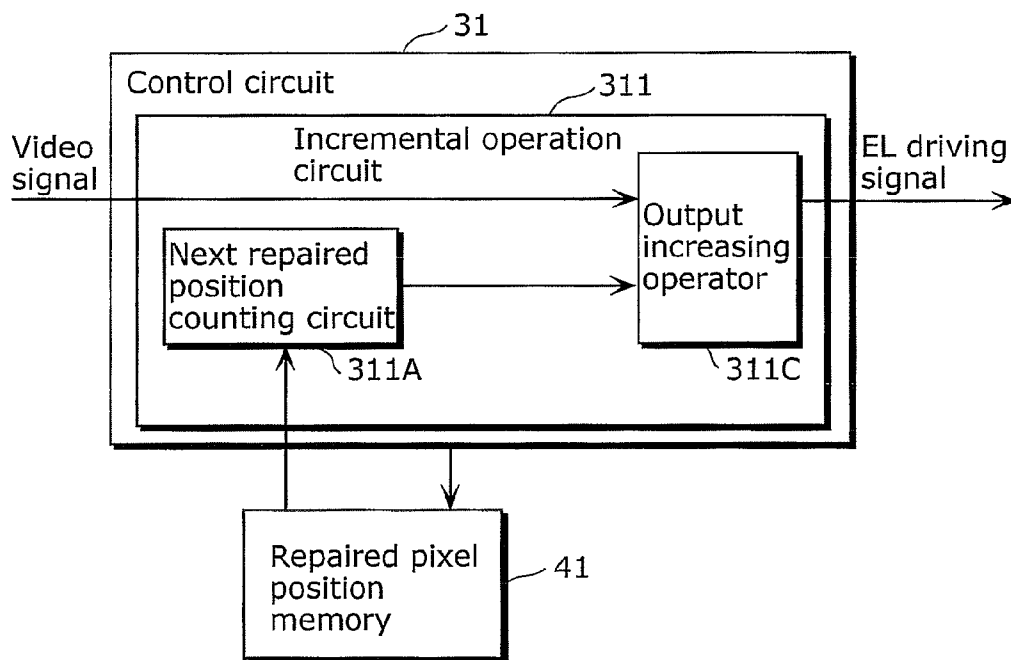 31
Control circuit
311
Video
signal
Incremental operation
circuit
EL driving
signal
Output
increasing
operator
Next repaired
position
counting circuit
311A
311C
Repaired pixel
position
memory
41